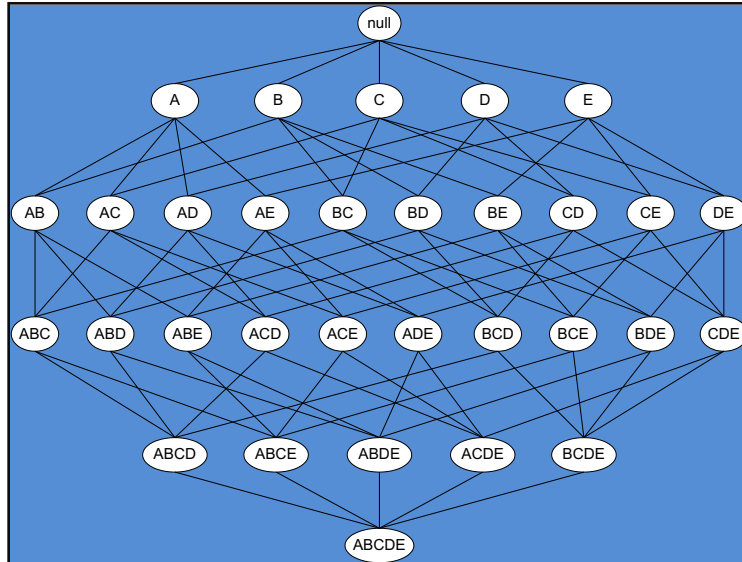 null
A B C D E
AB AC AD AE BC BD BE CD CE DE
ABC ABD ABE ACD ACE ADE BCD BCE BDE CDE
ABCD ABCE ABDE ACDE BCDE
ABCDE